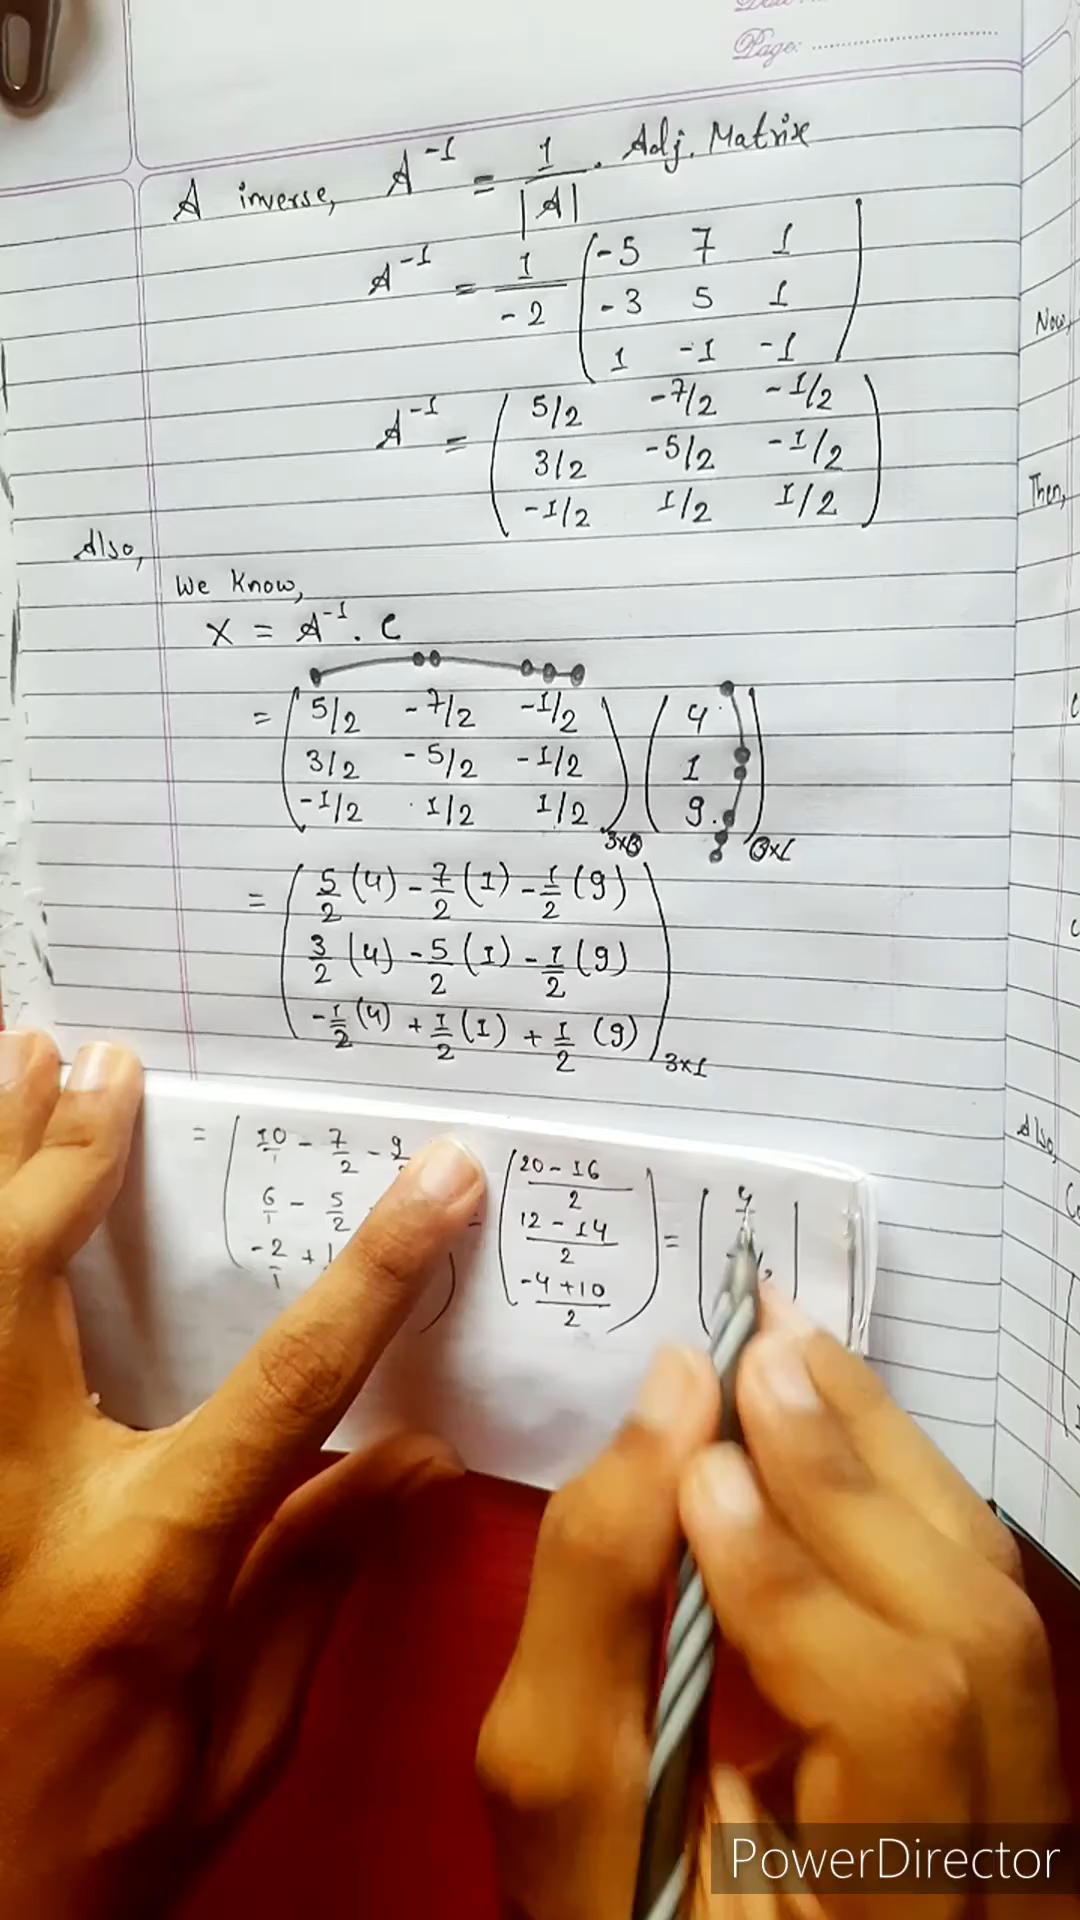 Page:
A inverse, A⁻¹ = 1/|A| . Adj. Matrix
A⁻¹ = 1/-2 (-5 7 1
-3 5 1
1 -1 -1)
A⁻¹ = (5/2 -7/2 -1/2
3/2 -5/2 -1/2
-1/2 1/2 1/2)
Also,
We Know,
X = A⁻¹. C
= (5/2 -7/2 -1/2
3/2 -5/2 -1/2
-1/2 1/2 1/2)3×3 (4
1
9)3×1
= (5/2 (4) - 7/2 (1) - 1/2 (9)
3/2 (4) - 5/2 (1) - 1/2 (9)
-1/2 (4) + 1/2 (1) + 1/2 (9))3×1
= (10/1 - 7/2 - 9
6/1 - 5/2
-2/1 + 1
= (20-16/2
12-14/2
-4+10/2) = (4
Now,
Then,
Also,
PowerDirector